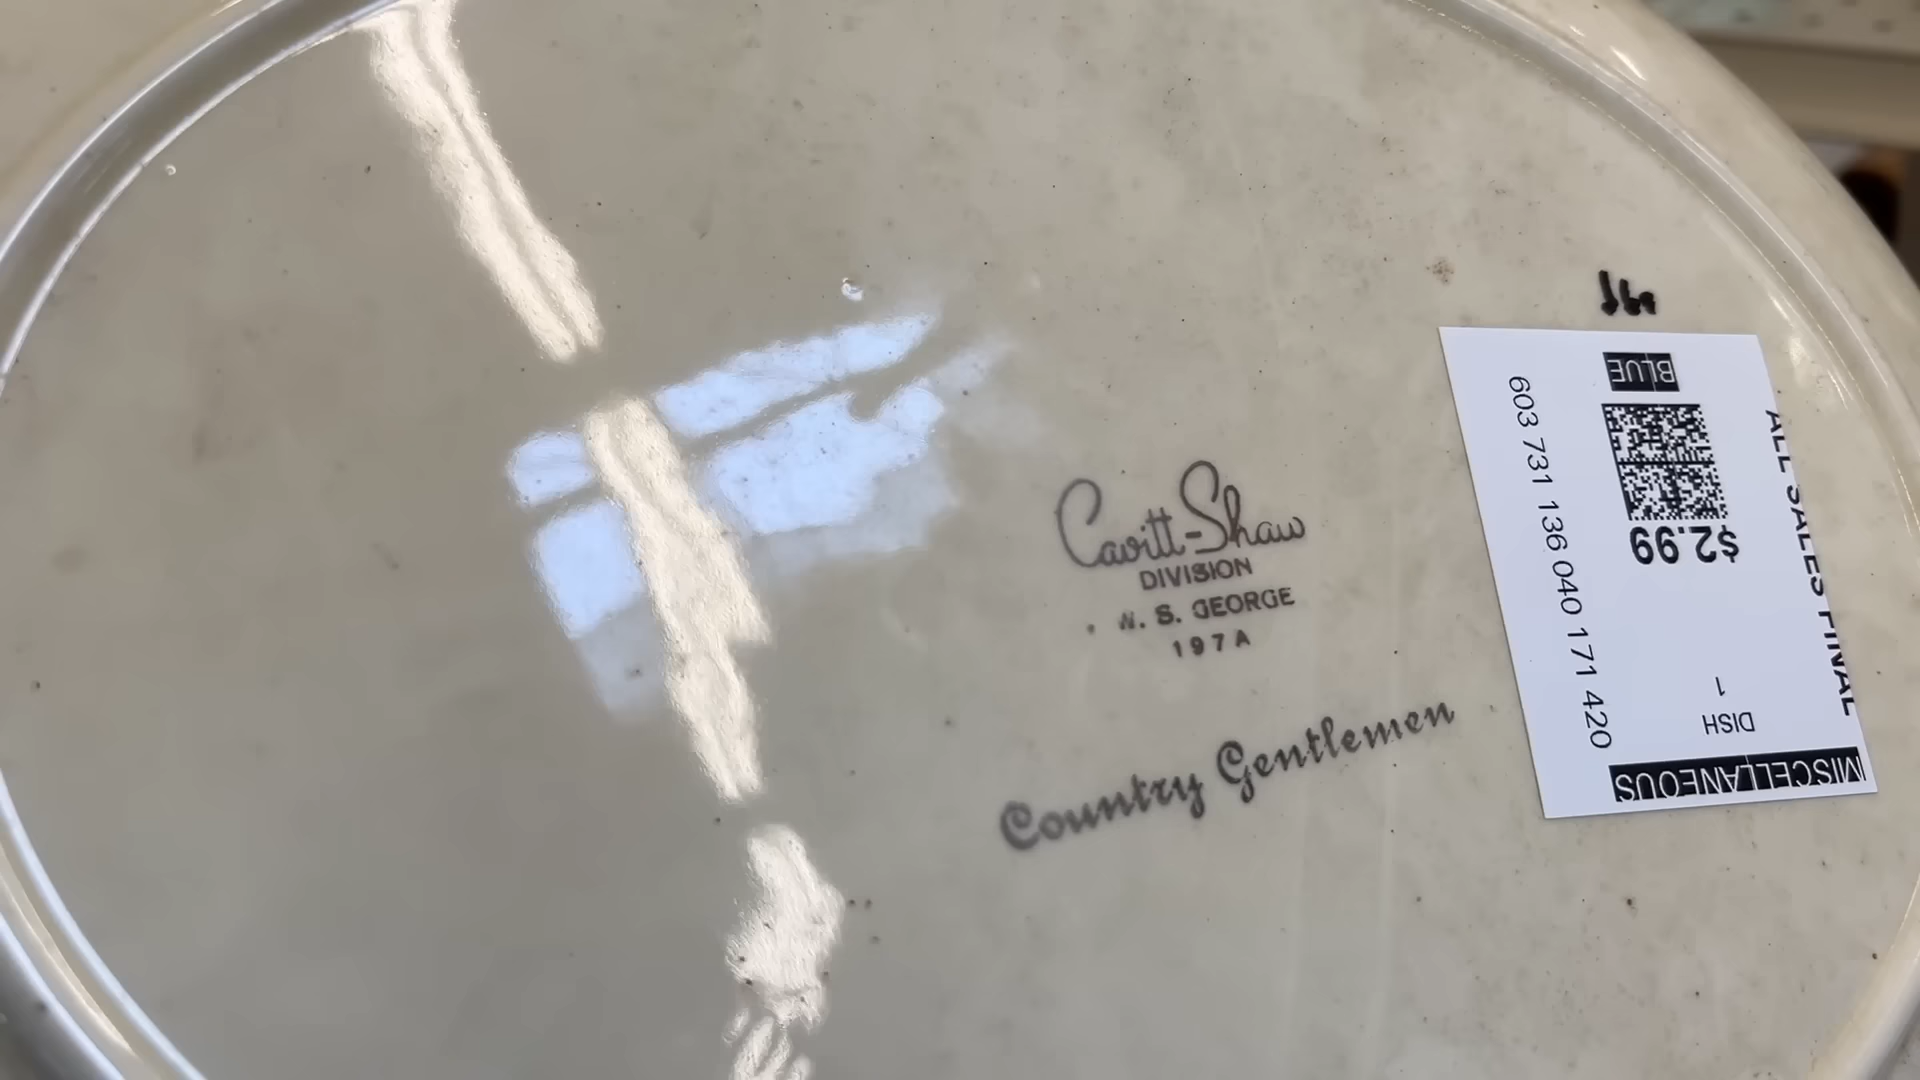 Cavitt-Shaw
DIVISION
W. S. GEORGE
197A
Country Gentlemen
BLUE
603 731 136 040 171 420
$2.99
ALL SALES FINAL
1
DISH
MISCELLANEOUS